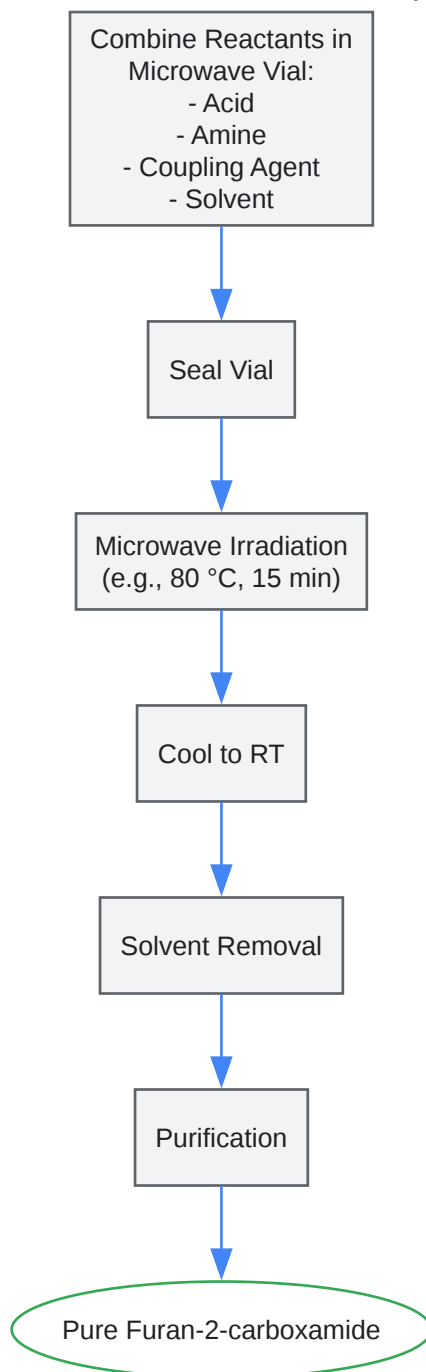 Combine Reactants in
Microwave Vial:
- Acid
- Amine
- Coupling Agent
- Solvent
Seal Vial
Microwave Irradiation
(e.g., 80 °C, 15 min)
Cool to RT
Solvent Removal
Purification
Pure Furan-2-carboxamide